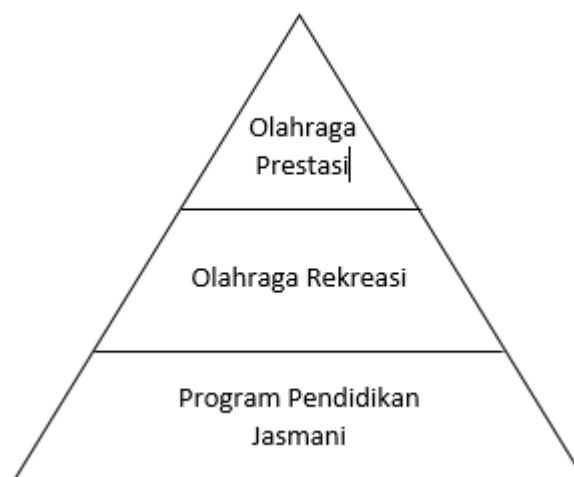 Olahraga
Prestasi
Olahraga Rekreasi
Program Pendidikan
Jasmani